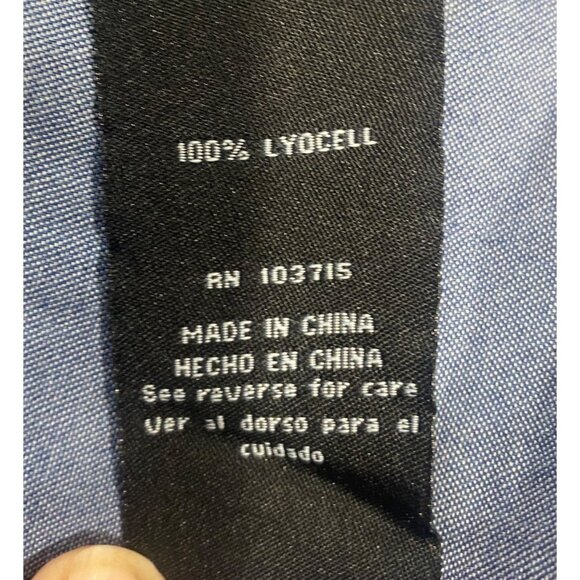 100% LYOCELL
RN 103715
MADE IN CHINA
HECHO EN CHINA
See reverse for care
Ver al dorso para el
cuidado